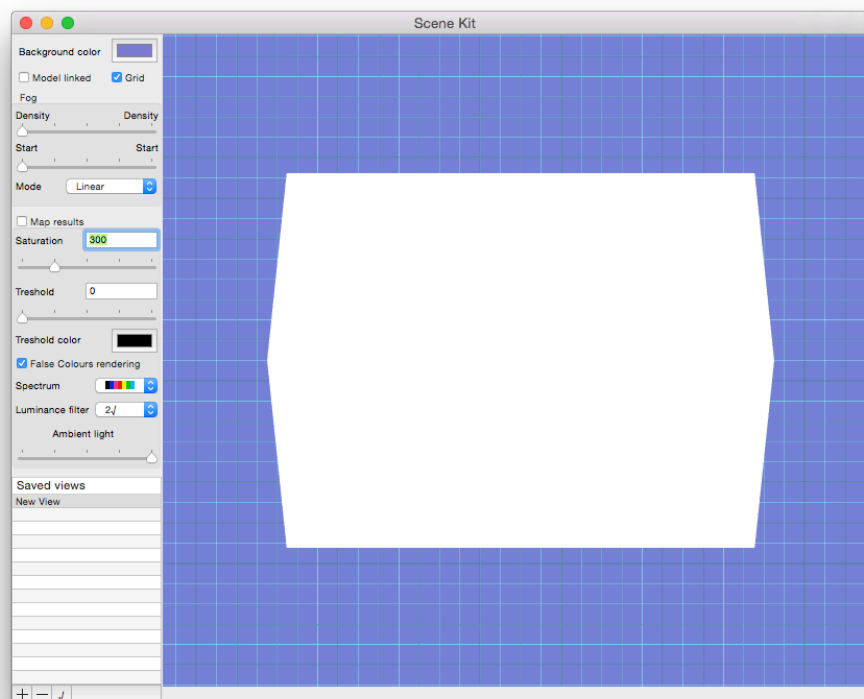 Scene Kit
Background color
Model linked Grid
Fog
Density Density
Start Start
Mode Linear
Map results
Saturation 300
Treshold 0
Treshold color
False Colours rendering
Spectrum
Luminance filter 2√
Ambient light
Saved views
New View